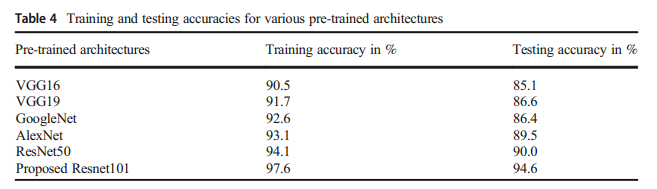 Table 4 Training and testing accuracies for various pre-trained architectures
Pre-trained architectures Training accuracy in % Testing accuracy in %
VGG16 90.5 85.1
VGG19 91.7 86.6
GoogleNet 92.6 86.4
AlexNet 93.1 89.5
ResNet50 94.1 90.0
Proposed Resnet101 97.6 94.6